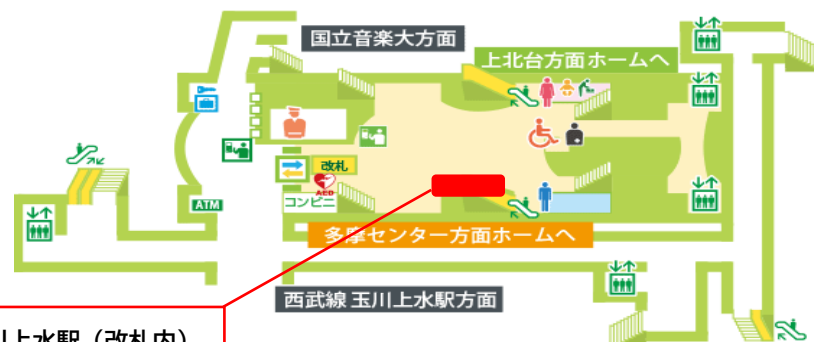 国立音楽大方面
上北台方面ホームへ
改札
AED
コンビニ
ATM
多摩センター方面ホームへ
西武線 玉川上水駅方面
川上水駅（改札内）